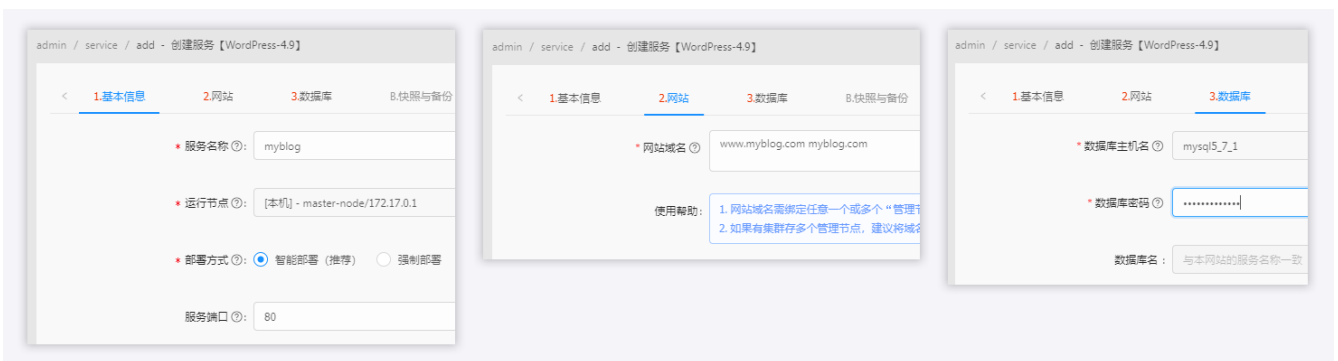 admin / service / add - 创建服务【WordPress-4.9】
< 1.基本信息 2.网站 3.数据库 B.快照与备份
* 服务名称 ?: myblog
* 运行节点 ?: [本机] - master-node/172.17.0.1
* 部署方式 ?: 智能部署（推荐） 强制部署
服务端口 ?: 80
admin / service / add - 创建服务【WordPress-4.9】
< 1.基本信息 2.网站 3.数据库 B.快照与备份
* 网站域名 ? www.myblog.com myblog.com
使用帮助: 1. 网站域名需绑定任意一个或多个“管理节
2. 如果有集群存多个管理节点，建议将域名
admin / service / add - 创建服务【WordPress-4.9】
< 1.基本信息 2.网站 3.数据库
* 数据库主机名 ? mysql5_7_1
* 数据库密码 ? •••••••••••••
数据库名 : 与本网站的服务名称一致